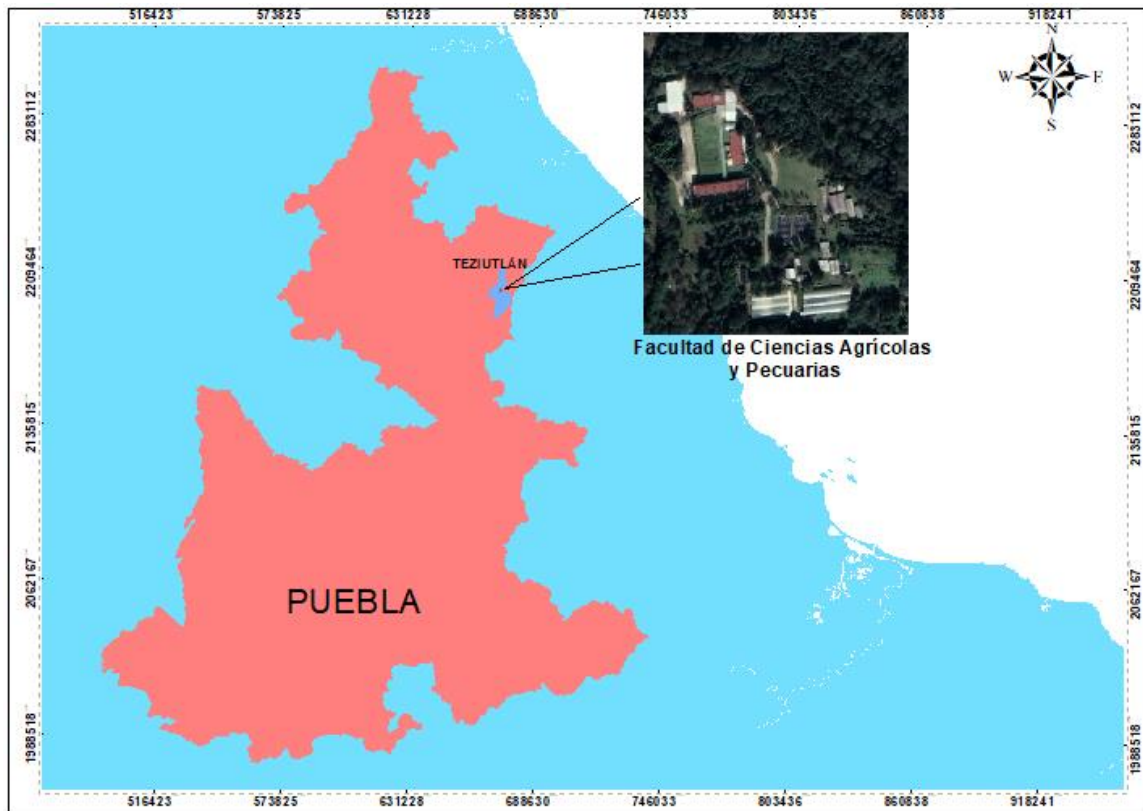 516423 573825 631228 688630 746033 803436 860838 918241
N
W E
S
2283112 2283112
TEZIUTLÁN
2209464 2209464
Facultad de Ciencias Agrícolas
y Pecuarias
2135815 2135815
2062167 2062167
PUEBLA
1988518 1988518
516423 573825 631228 688630 746033 803436 860838 918241